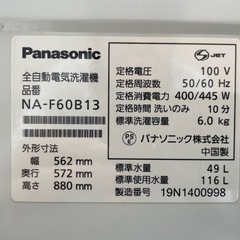 Panasonic
全自動電気洗濯機
品番
NA-F60B13
外形寸法
幅 562 mm
奥行 572 mm
高さ 880 mm
JET
定格電圧 100 V
定格周波数 50/60 Hz
定格消費電力 400/445 W
定格時間 洗いのみ 10分
標準洗濯容量 6.0 kg
PS E パナソニック株式会社
中国製
標準水量 49 L
標準使用水量 116 L
製造番号 19N1400998